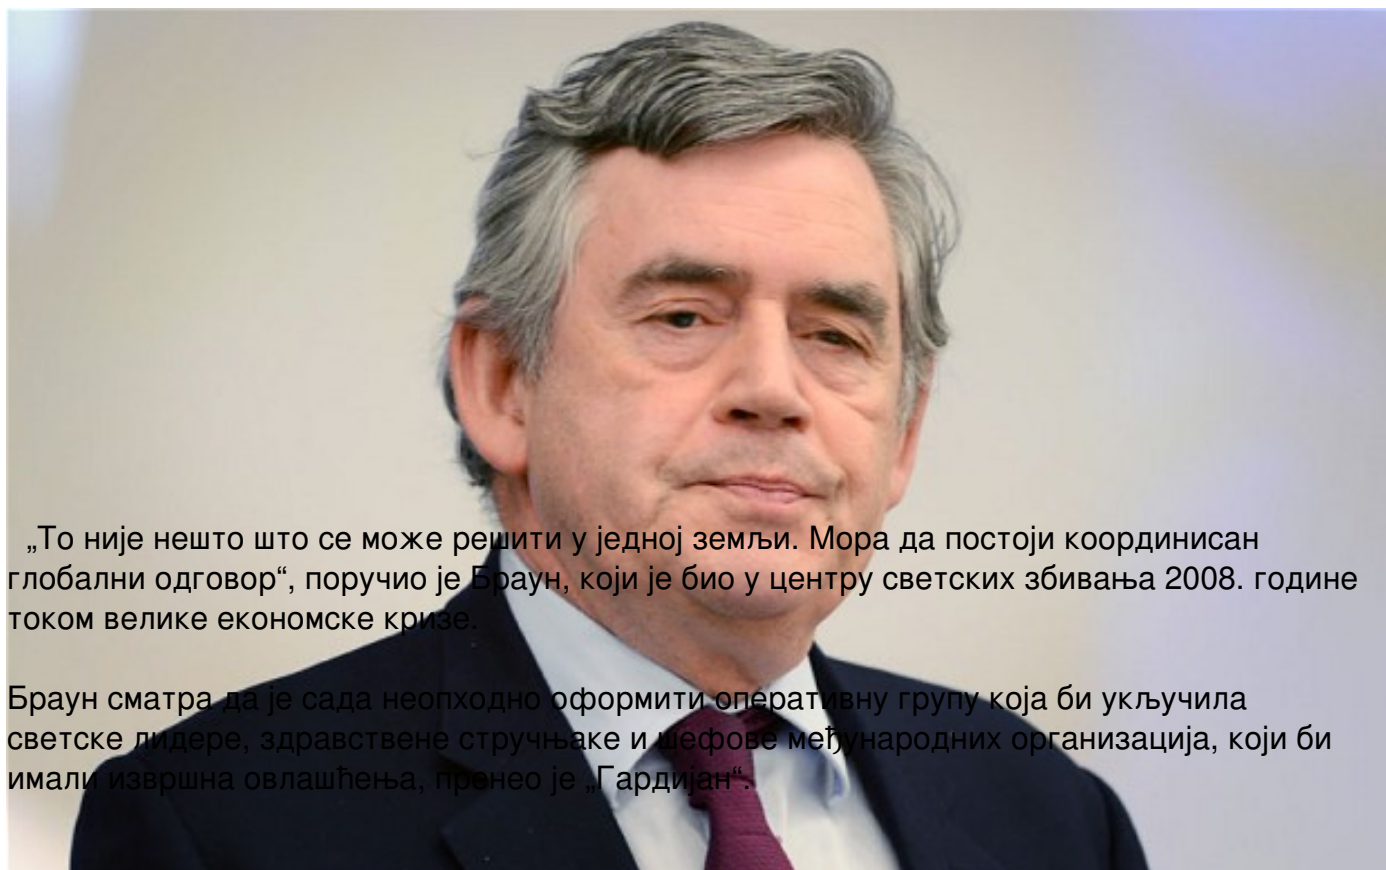 „То није нешто што се може решити у једној земљи. Мора да постоји координисан
глобални одговор“, поручио је Браун, који је био у центру светских збивања 2008. године
током велике економске кризе.
Браун сматра да је сада неопходно оформити оперативну групу која би укључила
светске лидере, здравствене стручњаке и шефове међународних организација, који би
имали извршна овлашћења, пренео је „Гардијан“.